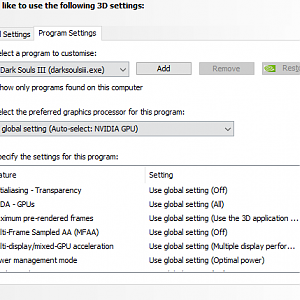 like to use the following 3D settings:
l Settings Program Settings
elect a program to customise:
Dark Souls III (darksoulsiii.exe) Add Remove Rest
how only programs found on this computer
elect the preferred graphics processor for this program:
global setting (Auto-select: NVIDIA GPU)
pecify the settings for this program:
eature Setting
ntialiasing - Transparency Use global setting (Off)
DA - GPUs Use global setting (All)
aximum pre-rendered frames Use global setting (Use the 3D application ...
lti-Frame Sampled AA (MFAA) Use global setting (Off)
lti-display/mixed-GPU acceleration Use global setting (Multiple display perfor...
wer management mode Use global setting (Optimal power)